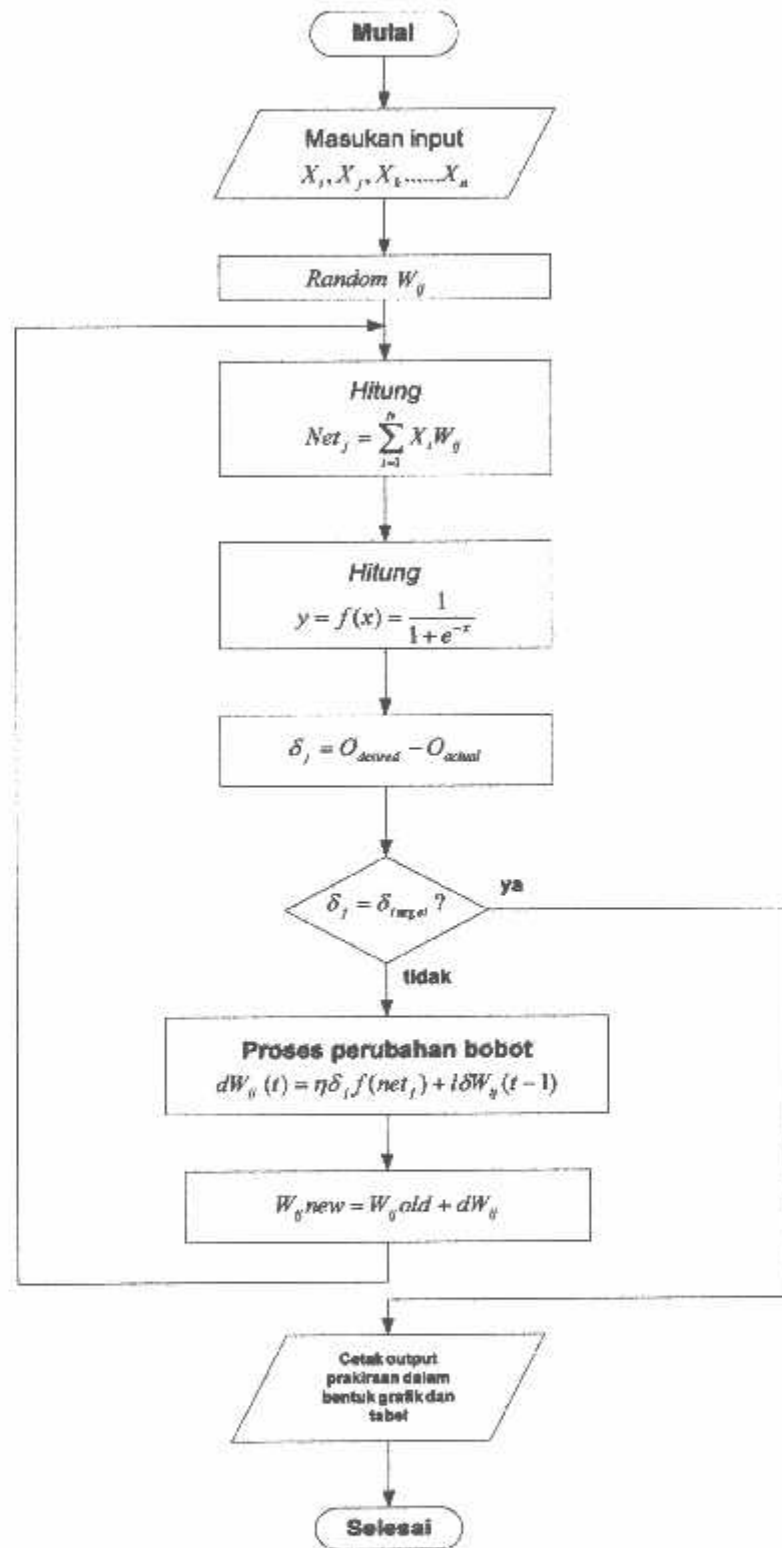 Mulai
Masukan input
X_i, X_j, X_k ......X_n
Random W_ij
Hitung
Net_j = ∑_{i=1}^{n} X_i W_ij
Hitung
y = f(x) = 1 / (1 + e^{-x})
δ_j = O_desired − O_actual
δ_j = δ_target ?
ya
tidak
Proses perubahan bobot
dW_ij (t) = ηδ_j f(net_j) + lδW_ij (t − 1)
W_ij new = W_ij old + dW_ij
Cetak output
prakiraan dalam
bentuk grafik dan
tabel
Selesai